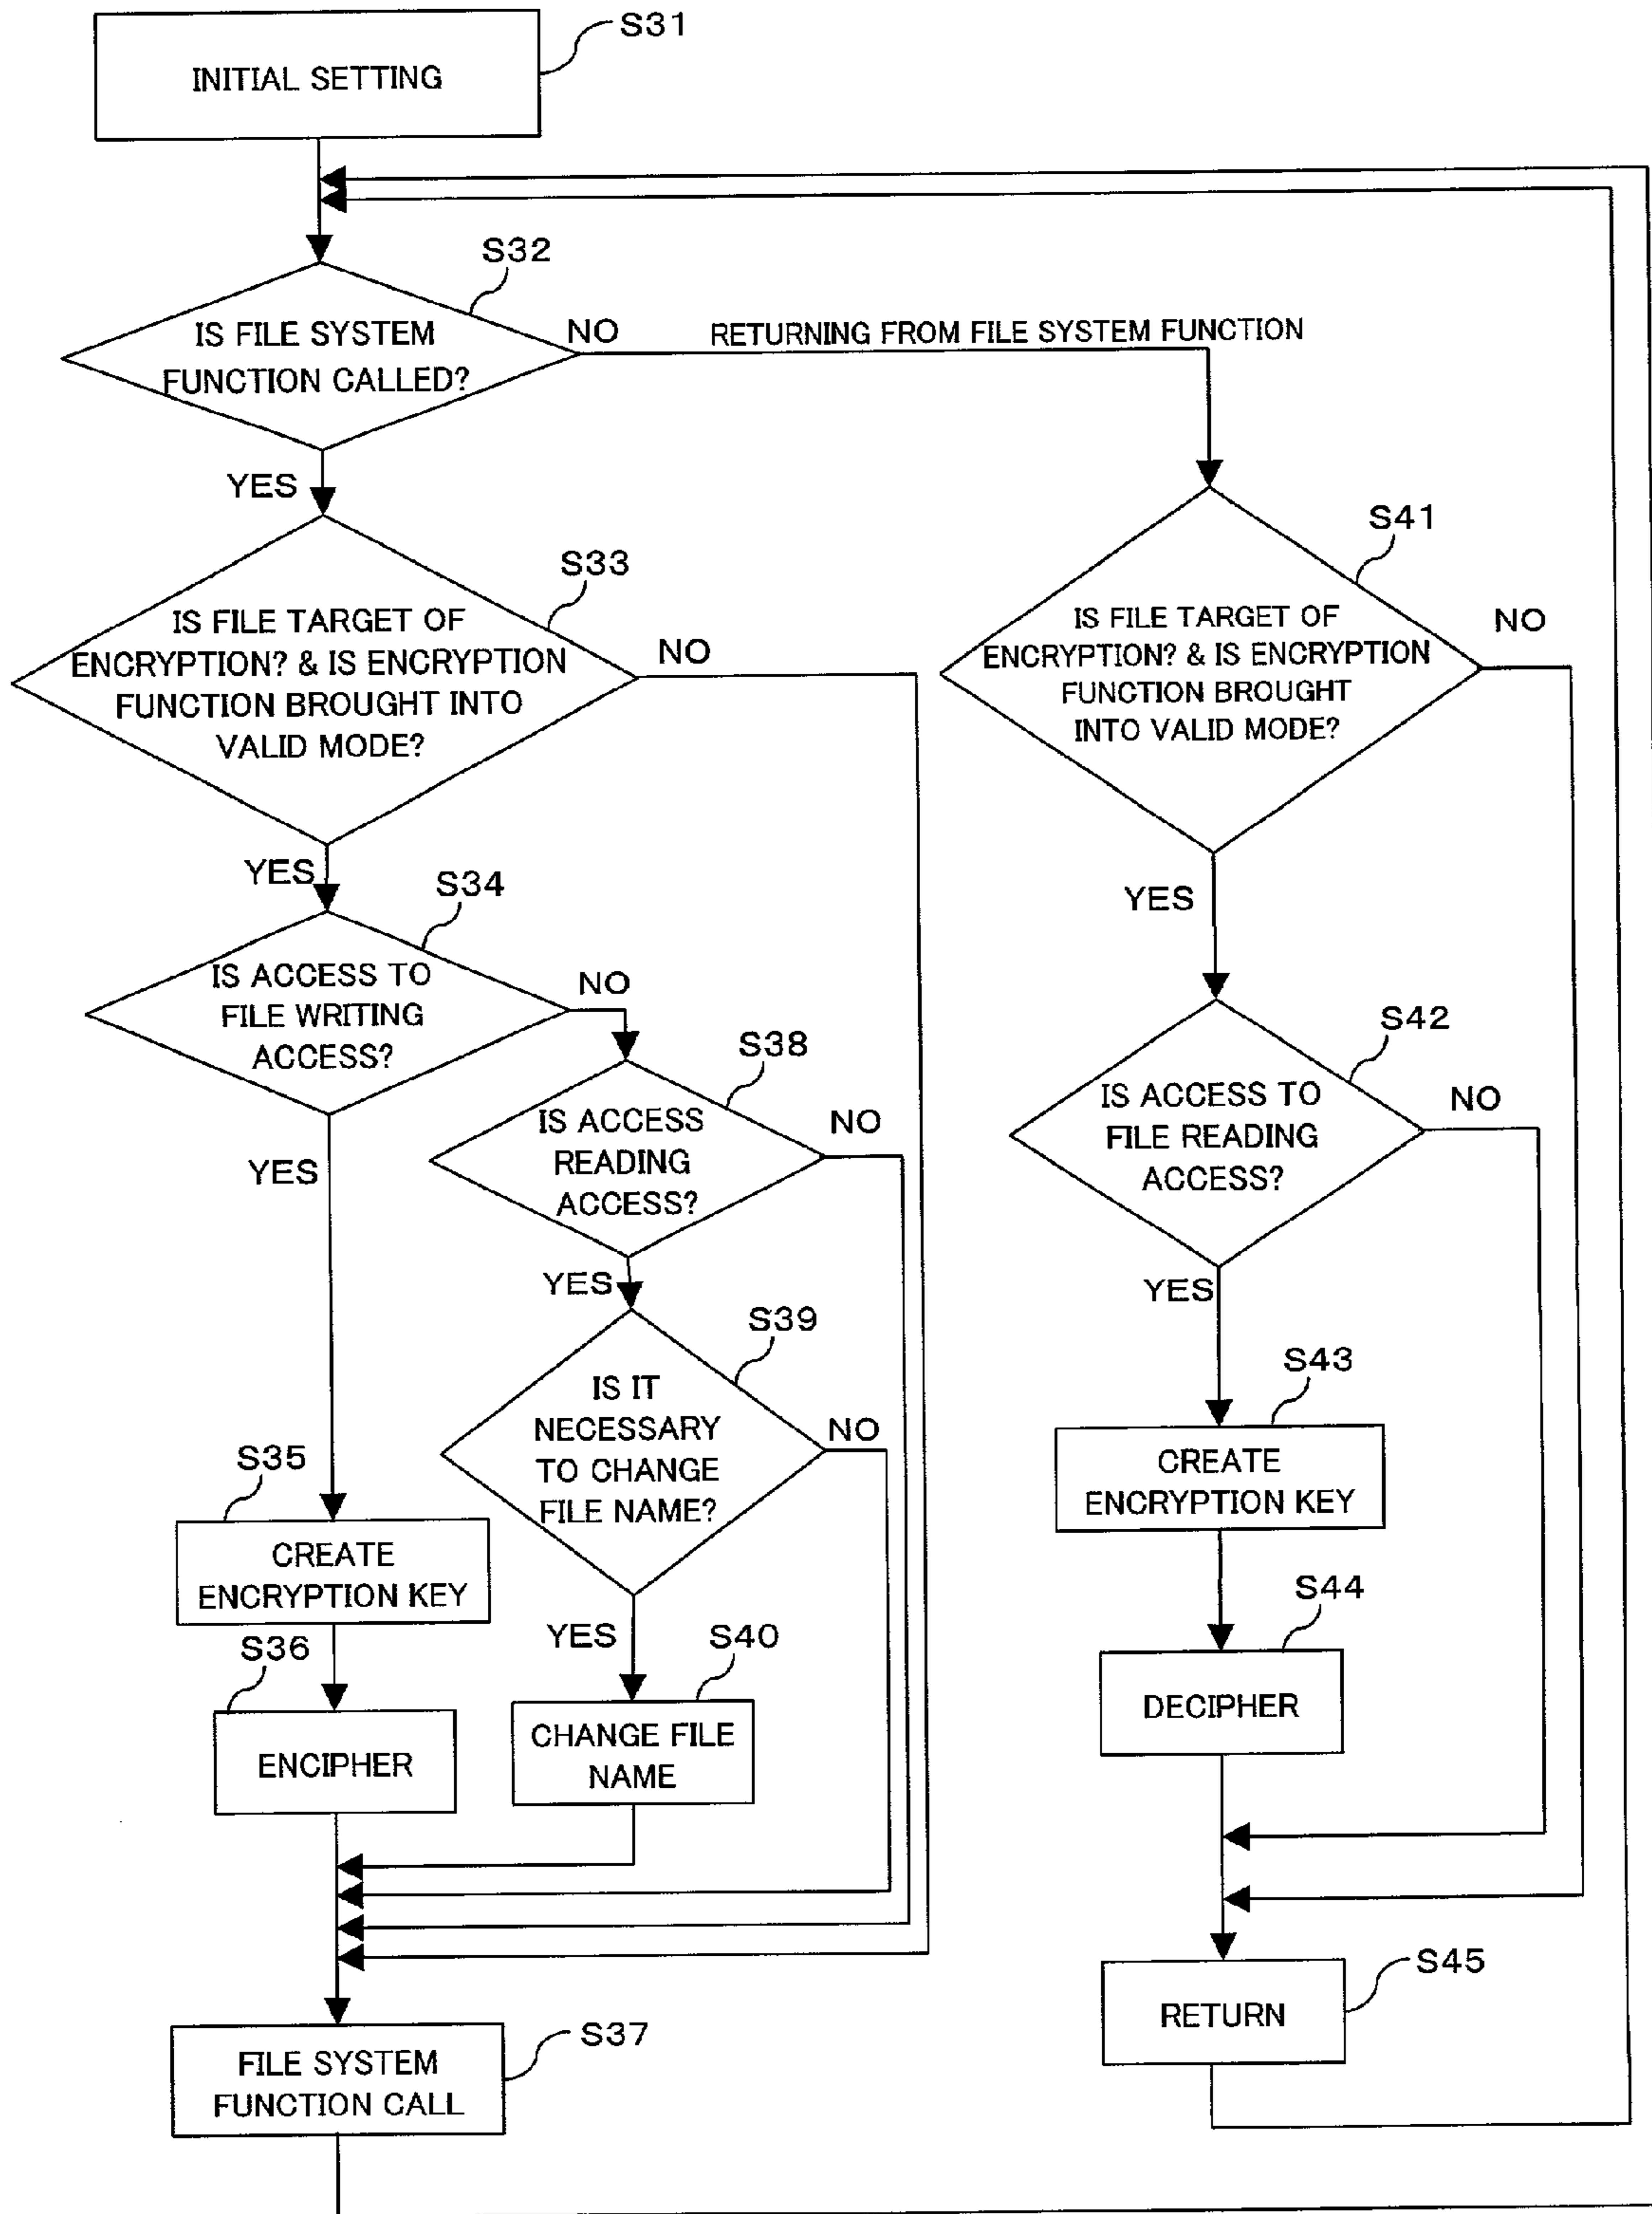 S31
INITIAL SETTING
S32
IS FILE SYSTEM
FUNCTION CALLED?
NO
RETURNING FROM FILE SYSTEM FUNCTION
YES
S33
IS FILE TARGET OF
ENCRYPTION? & IS ENCRYPTION
FUNCTION BROUGHT INTO
VALID MODE?
NO
YES
S34
IS ACCESS TO
FILE WRITING
ACCESS?
NO
YES
S38
IS ACCESS
READING
ACCESS?
NO
YES
S39
IS IT
NECESSARY
TO CHANGE
FILE NAME?
NO
YES
S35
CREATE
ENCRYPTION KEY
S36
ENCIPHER
S40
CHANGE FILE
NAME
S37
FILE SYSTEM
FUNCTION CALL
S41
IS FILE TARGET OF
ENCRYPTION? & IS ENCRYPTION
FUNCTION BROUGHT
INTO VALID MODE?
NO
YES
S42
IS ACCESS TO
FILE READING
ACCESS?
NO
YES
S43
CREATE
ENCRYPTION KEY
S44
DECIPHER
S45
RETURN